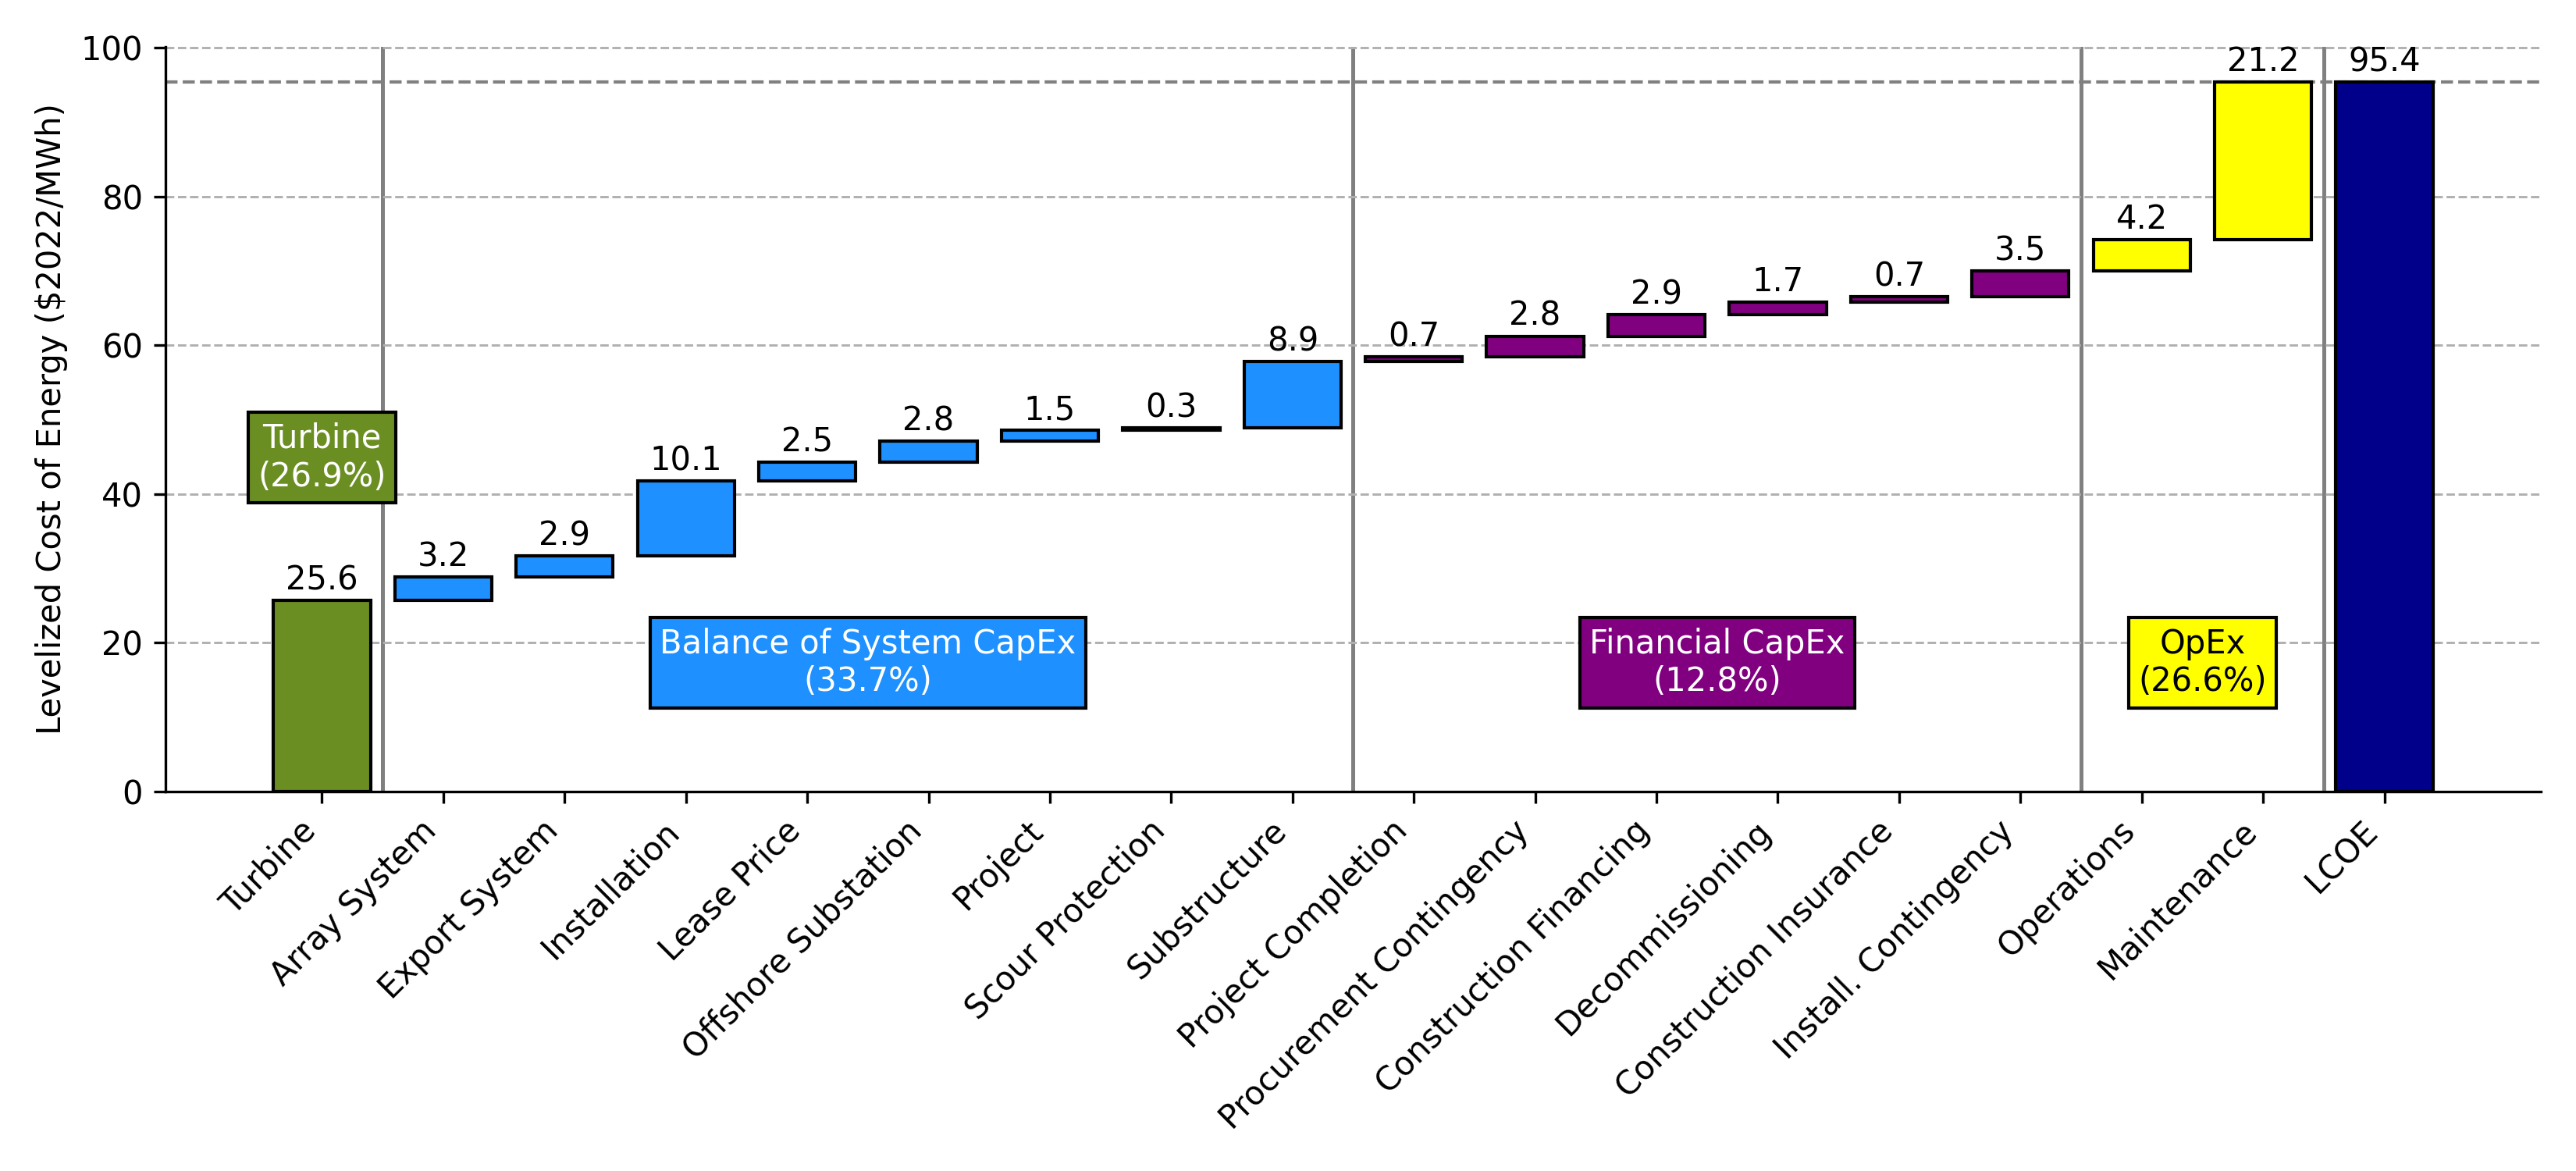 Levelized Cost of Energy ($2022/MWh)
100
80
60
40
20
0
Turbine
(26.9%)
25.6
3.2
2.9
10.1
2.5
2.8
1.5
0.3
8.9
0.7
2.8
2.9
1.7
0.7
3.5
4.2
21.2
95.4
Balance of System CapEx
(33.7%)
Financial CapEx
(12.8%)
OpEx
(26.6%)
Turbine
Array System
Export System
Installation
Lease Price
Offshore Substation
Project
Scour Protection
Substructure
Project Completion
Procurement Contingency
Construction Financing
Decommissioning
Construction Insurance
Install. Contingency
Operations
Maintenance
LCOE